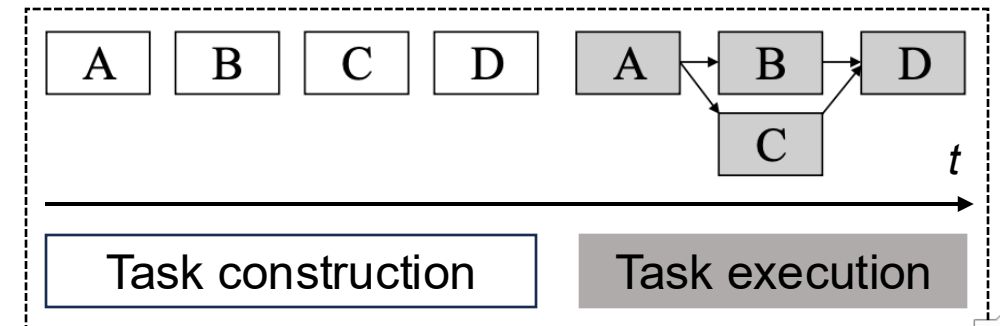 A B C D A B D
C
t
Task construction Task execution